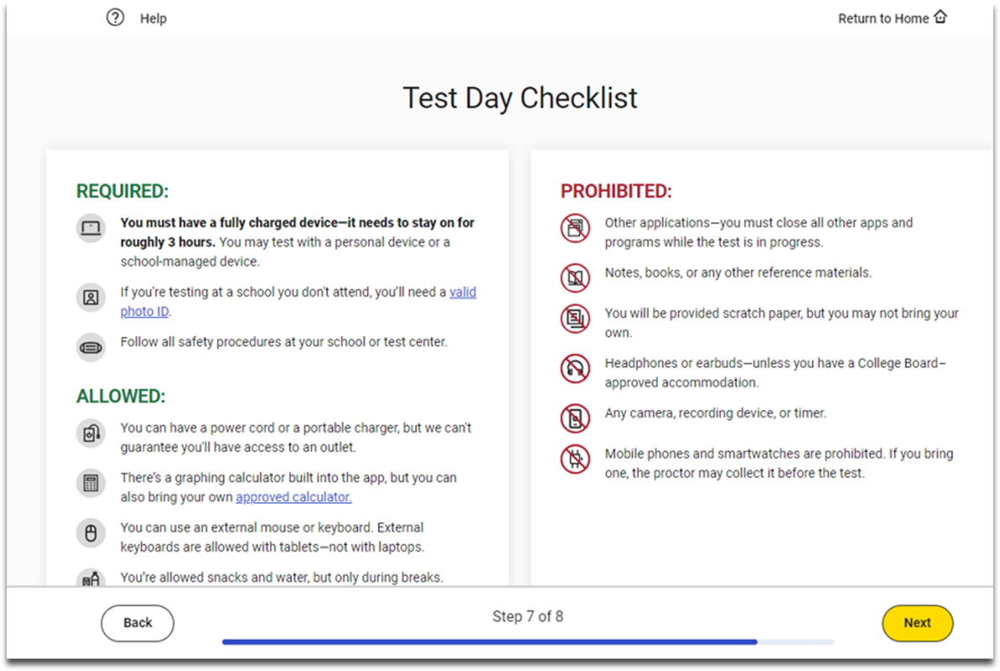 Help
Return to Home
Test Day Checklist
REQUIRED:
You must have a fully charged device—it needs to stay on for
roughly 3 hours. You may test with a personal device or a
school-managed device.
If you're testing at a school you don't attend, you'll need a valid
photo ID.
Follow all safety procedures at your school or test center.
ALLOWED:
You can have a power cord or a portable charger, but we can't
guarantee you'll have access to an outlet.
There's a graphing calculator built into the app, but you can
also bring your own approved calculator.
You can use an external mouse or keyboard. External
keyboards are allowed with tablets—not with laptops.
You're allowed snacks and water, but only during breaks.
PROHIBITED:
Other applications—you must close all other apps and
programs while the test is in progress.
Notes, books, or any other reference materials.
You will be provided scratch paper, but you may not bring your
own.
Headphones or earbuds—unless you have a College Board–
approved accommodation.
Any camera, recording device, or timer.
Mobile phones and smartwatches are prohibited. If you bring
one, the proctor may collect it before the test.
Back
Step 7 of 8
Next